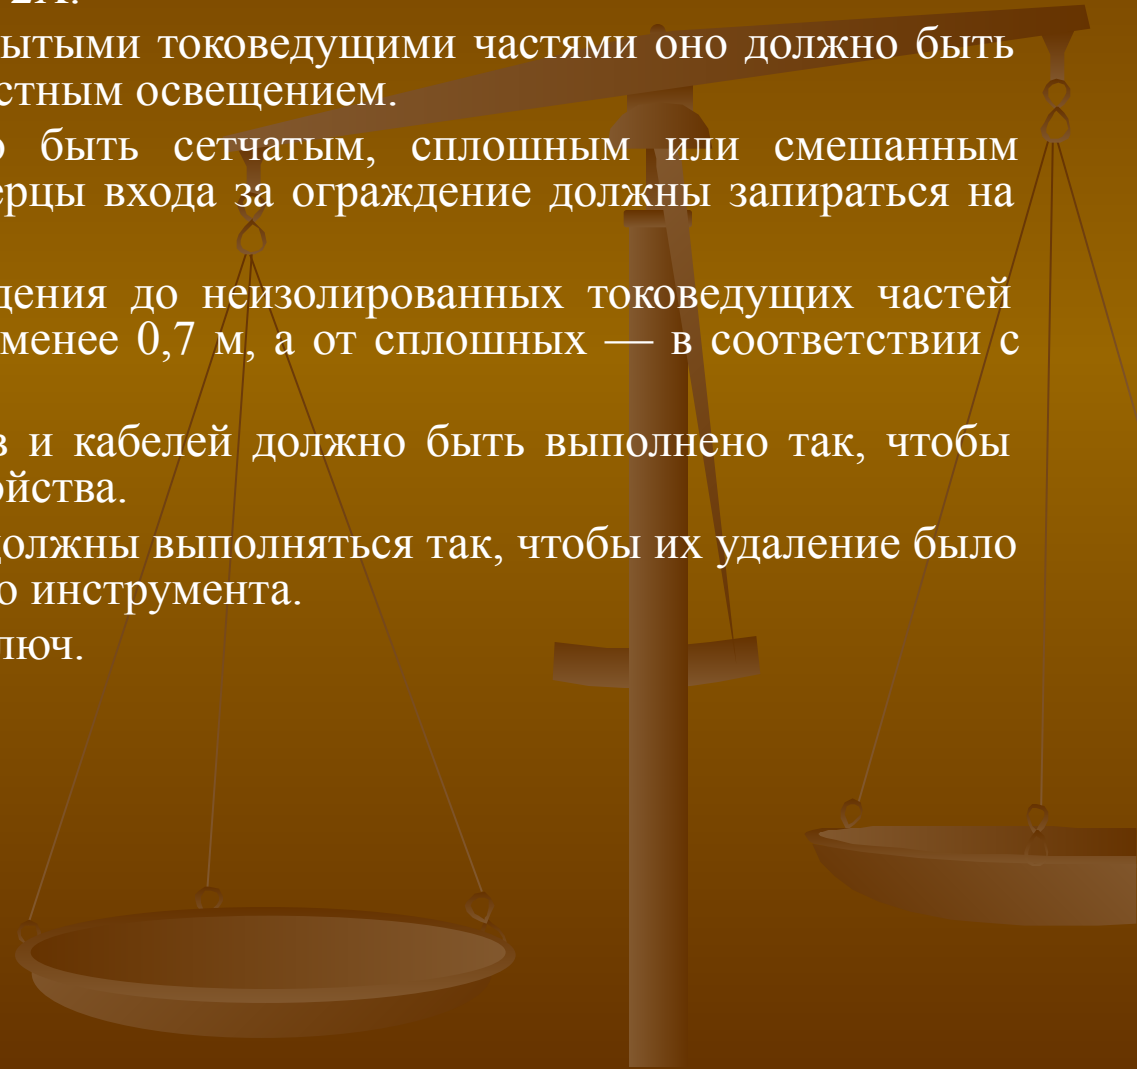 ытыми токоведущими частями оно должно быть
стным освещением.
быть сетчатым, сплошным или смешанным
ерцы входа за ограждение должны запираться на
дения до неизолированных токоведущих частей
менее 0,7 м, а от сплошных — в соответствии с
в и кабелей должно быть выполнено так, чтобы
ойства.
должны выполняться так, чтобы их удаление было
о инструмента.
люч.